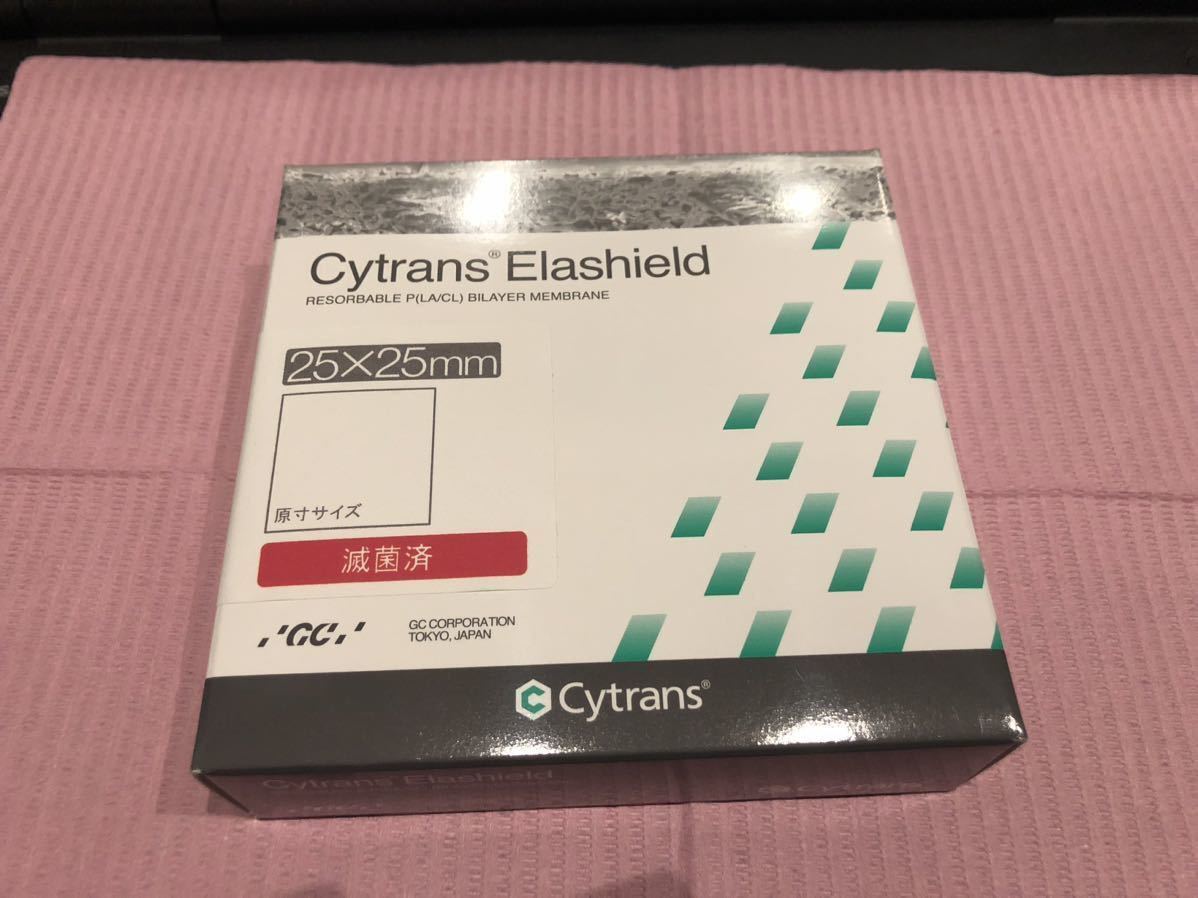 Cytrans® Elashield
RESORBABLE P(LA/CL) BILAYER MEMBRANE
25×25mm
原寸サイズ
滅菌済
GC
GC CORPORATION
TOKYO, JAPAN
Cytrans®
Cytrans® Elashield